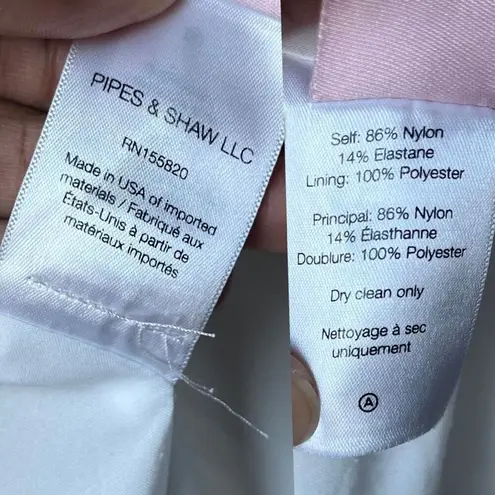 PIPES & SHAW LLC
RN155820
Made in USA of imported
materials / Fabriqué aux
États-Unis à partir de
matériaux importés
Self: 86% Nylon
14% Elastane
Lining: 100% Polyester
Principal: 86% Nylon
14% Élasthanne
Doublure: 100% Polyester
Dry clean only
Nettoyage à sec
uniquement
A